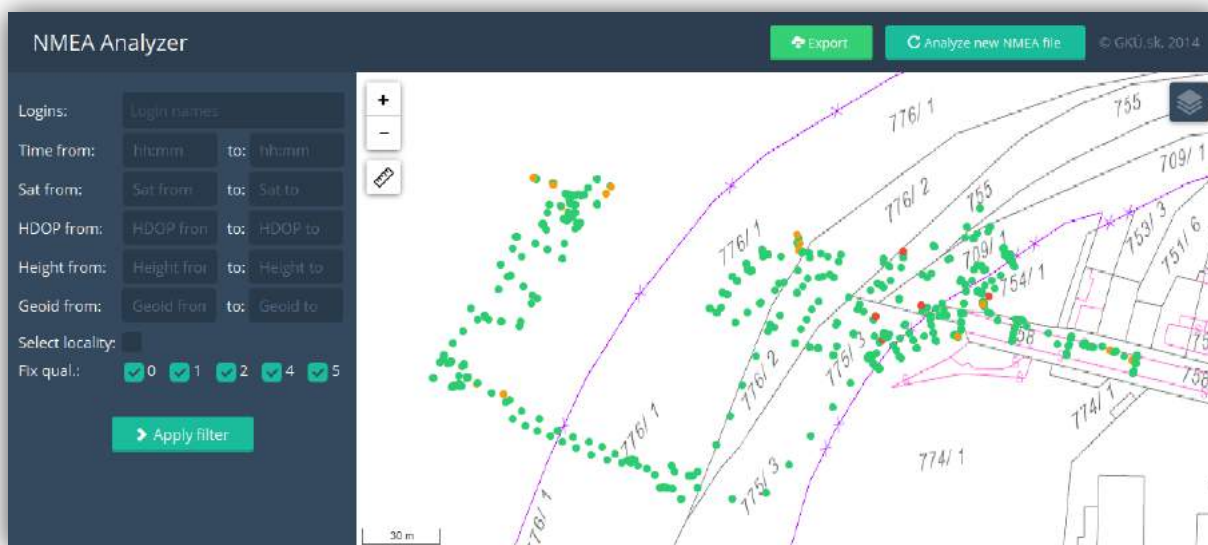 NMEA Analyzer
Export
Analyze new NMEA file
© GKÚ.sk, 2014
Logins: Login names
Time from: hh:mm to: hh:mm
Sat from: Sat from to: Sat to
HDOP from: HDOP from to: HDOP to
Height from: Height from to: Height to
Geoid from: Geoid from to: Geoid to
Select locality:
Fix qual.: 0 1 2 4 5
Apply filter
+
−
776/ 1
755
709/ 1
776/ 2
755
753/ 3
751/ 6
776/ 1
709/ 1
754/ 1
758
75
775/ 3
776/ 2
758
774/ 1
776/ 1
774/ 1
775/ 3
776/ 1
30 m